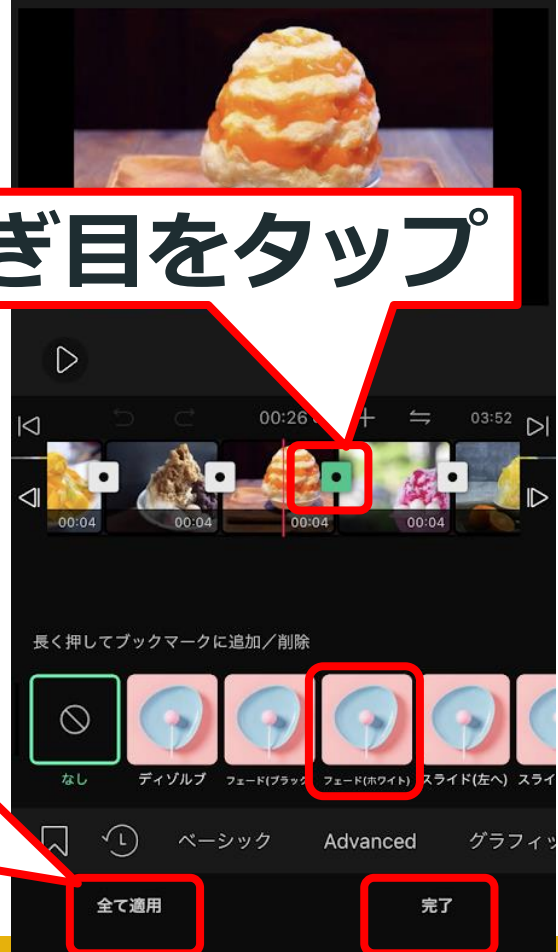 ぎ目をタップ
00:26
03:52
00:04
00:04
00:04
00:04
長く押してブックマークに追加／削除
なし
ディゾルブ
フェード(ブラック
フェード(ホワイト)
スライド(左へ)
スライ
ベーシック
Advanced
グラフィッ
全て適用
完了